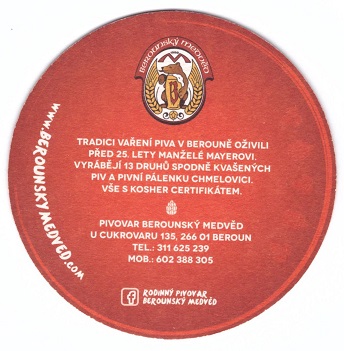 BEROUNSKÝ MEDVĚD
TRADICI VAŘENÍ PIVA V BEROUNĚ OŽIVILI
PŘED 25. LETY MANŽELÉ MAYEROVI.
VYRÁBĚJÍ 13 DRUHŮ SPODNĚ KVAŠENÝCH
PIV A PIVNÍ PÁLENKU CHMELOVICI.
VŠE S KOSHER CERTIFIKÁTEM.
PIVOVAR BEROUNSKÝ MEDVĚD
U CUKROVARU 135, 266 01 BEROUN
TEL.: 311 625 239
MOB.: 602 388 305
www.BEROUNSKYMEDVED.com
RODINNÝ PIVOVAR
BEROUNSKÝ MEDVĚD